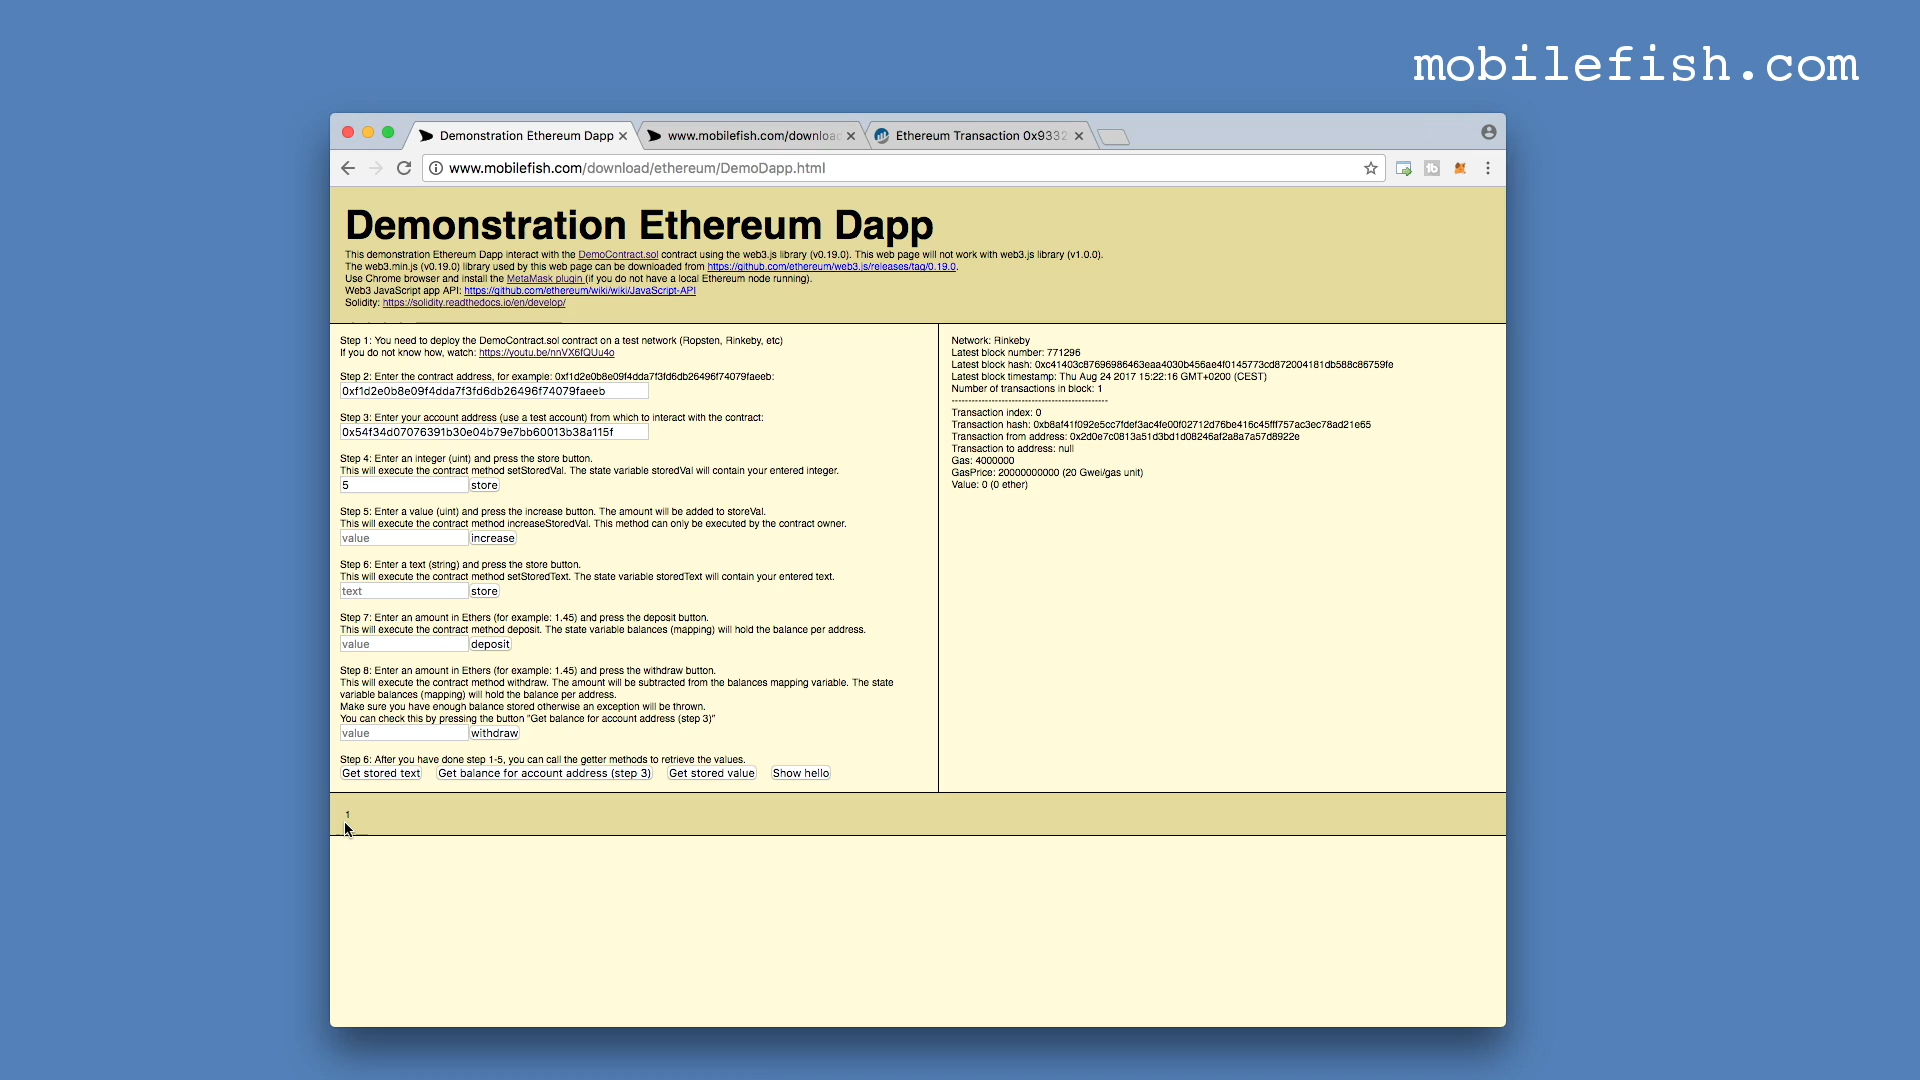 mobilefish.com
Demonstration Ethereum Dapp
www.mobilefish.com/downloa
Ethereum Transaction 0x9332
www.mobilefish.com/download/ethereum/DemoDapp.html
Demonstration Ethereum Dapp
This demonstration Ethereum Dapp interact with the DemoContract.sol contract using the web3.js library (v0.19.0). This web page will not work with web3.js library (v1.0.0).
The web3.min.js (v0.19.0) library used by this web page can be downloaded from https://github.com/ethereum/web3.js/releases/tag/0.19.0.
Use Chrome browser and install the MetaMask plugin (if you do not have a local Ethereum node running).
Web3 JavaScript app API: https://github.com/ethereum/wiki/wiki/JavaScript-API
Solidity: https://solidity.readthedocs.io/en/develop/
Step 1: You need to deploy the DemoContract.sol contract on a test network (Ropsten, Rinkeby, etc)
If you do not know how, watch: https://youtu.be/nnVX6fQUu4o
Step 2: Enter the contract address, for example: 0xf1d2e0b8e09f4dda7f3fd6db26496f74079faeeb:
0xf1d2e0b8e09f4dda7f3fd6db26496f74079faeeb
Step 3: Enter your account address (use a test account) from which to interact with the contract:
0x54f34d07076391b30e04b79e7bb60013b38a115f
Step 4: Enter an integer (uint) and press the store button.
This will execute the contract method setStoredVal. The state variable storedVal will contain your entered integer.
5 store
Step 5: Enter a value (uint) and press the increase button. The amount will be added to storeVal.
This will execute the contract method increaseStoredVal. This method can only be executed by the contract owner.
value increase
Step 6: Enter a text (string) and press the store button.
This will execute the contract method setStoredText. The state variable storedText will contain your entered text.
text store
Step 7: Enter an amount in Ethers (for example: 1.45) and press the deposit button.
This will execute the contract method deposit. The state variable balances (mapping) will hold the balance per address.
value deposit
Step 8: Enter an amount in Ethers (for example: 1.45) and press the withdraw button.
This will execute the contract method withdraw. The amount will be subtracted from the balances mapping variable. The state
variable balances (mapping) will hold the balance per address.
Make sure you have enough balance stored otherwise an exception will be thrown.
You can check this by pressing the button "Get balance for account address (step 3)"
value withdraw
Step 6: After you have done step 1-5, you can call the getter methods to retrieve the values.
Get stored text Get balance for account address (step 3) Get stored value Show hello
Network: Rinkeby
Latest block number: 771296
Latest block hash: 0xc41403c87696986463eaa4030b456ae4f0145773cd872004181db588c86759fe
Latest block timestamp: Thu Aug 24 2017 15:22:16 GMT+0200 (CEST)
Number of transactions in block: 1
------------------------------------------------
Transaction index: 0
Transaction hash: 0xb8af41f092e5cc7fdef3ac4fe00f02712d76be416c45fff757ac3ec78ad21e65
Transaction from address: 0x2d0e7c0813a51d3bd1d08246af2a8a7a57d8922e
Transaction to address: null
Gas: 4000000
GasPrice: 20000000000 (20 Gwei/gas unit)
Value: 0 (0 ether)
1